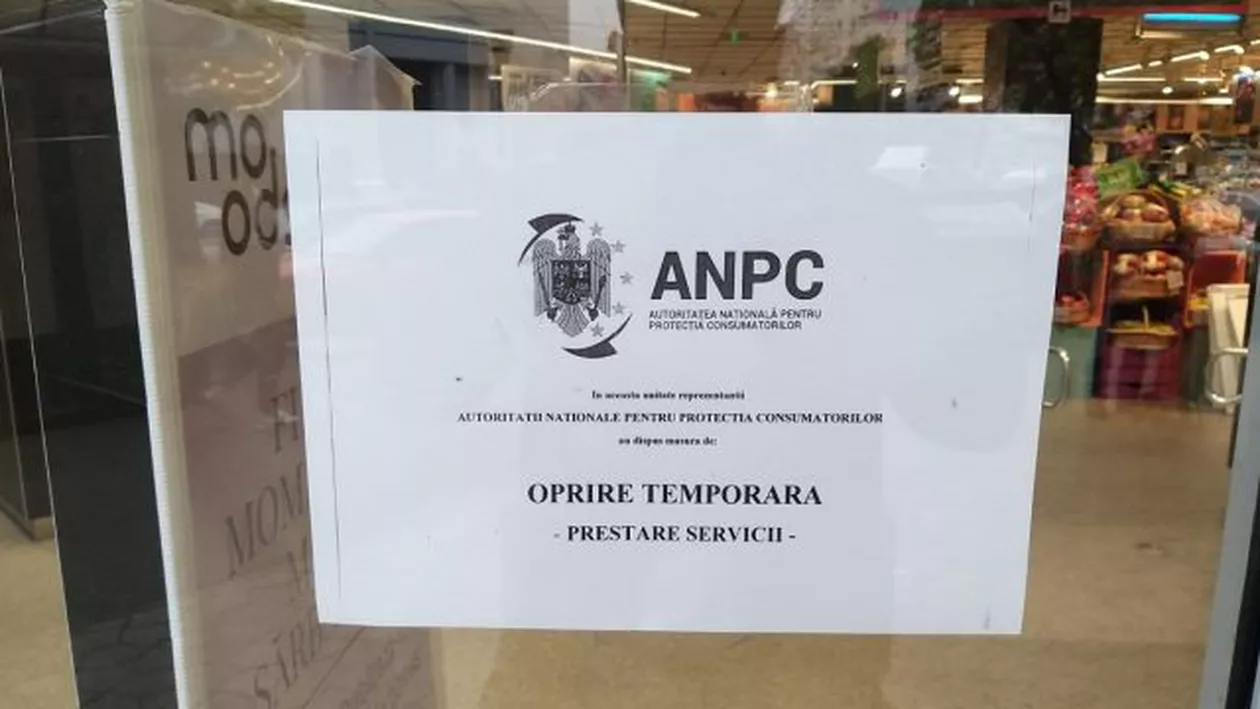 mo
ANPC
AUTORITATEA NAȚIONALĂ PENTRU
PROTECȚIA CONSUMATORILOR
In aceasta unitate reprezentantii
AUTORITATII NATIONALE PENTRU PROTECTIA CONSUMATORILOR
au dispus masura de:
OPRIRE TEMPORARA
- PRESTARE SERVICII -